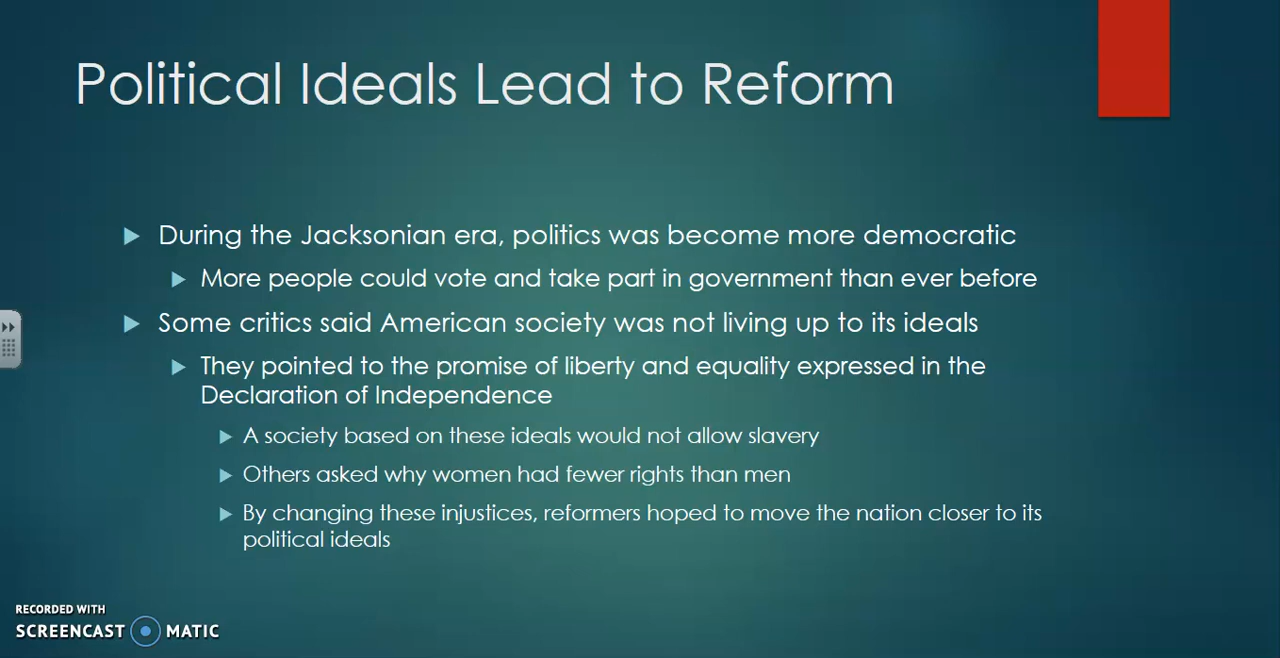 Political Ideals Lead to Reform
During the Jacksonian era, politics was become more democratic
More people could vote and take part in government than ever before
Some critics said American society was not living up to its ideals
They pointed to the promise of liberty and equality expressed in the
Declaration of Independence
A society based on these ideals would not allow slavery
Others asked why women had fewer rights than men
By changing these injustices, reformers hoped to move the nation closer to its
political ideals
RECORDED WITH
SCREENCAST MATIC